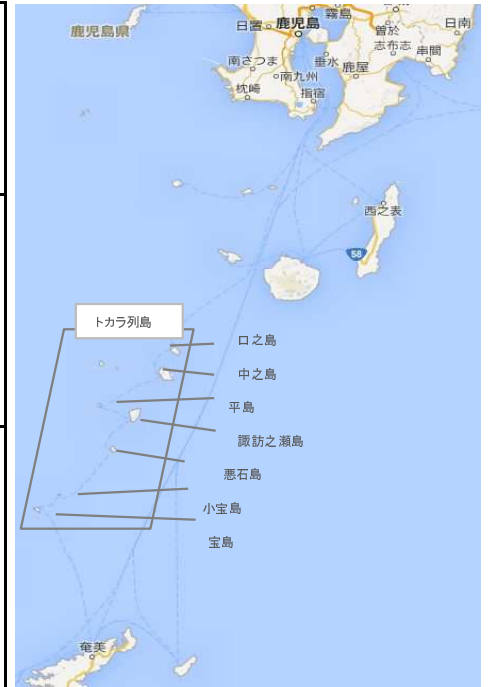 鹿児島県
日置
鹿児島
霧島
曽於
日南
志布志
串間
南さつま
垂水
鹿屋
南九州
枕崎
指宿
西之表
58
トカラ列島
口之島
中之島
平島
諏訪之瀬島
悪石島
小宝島
宝島
奄美